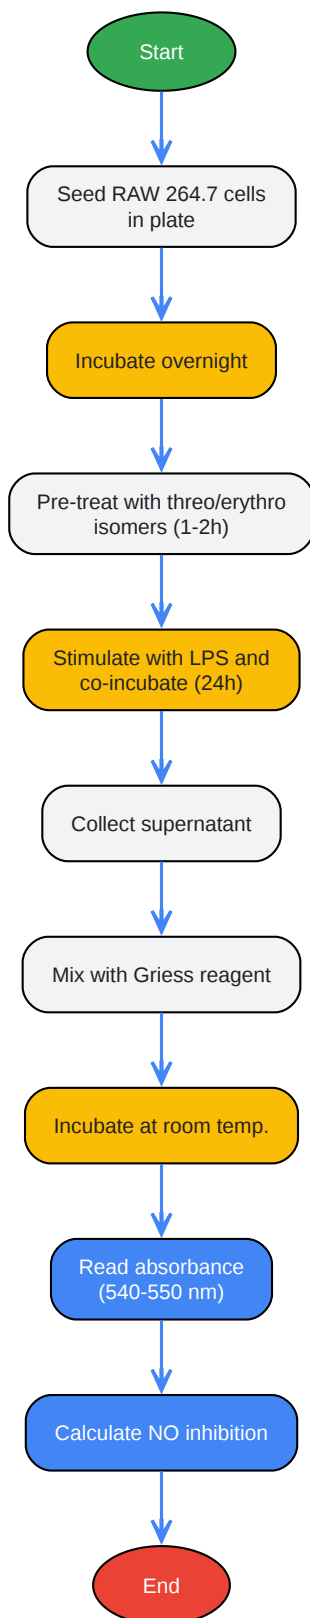 Start
Seed RAW 264.7 cells
in plate
Incubate overnight
Pre-treat with threo/erythro
isomers (1-2h)
Stimulate with LPS and
co-incubate (24h)
Collect supernatant
Mix with Griess reagent
Incubate at room temp.
Read absorbance
(540-550 nm)
Calculate NO inhibition
End